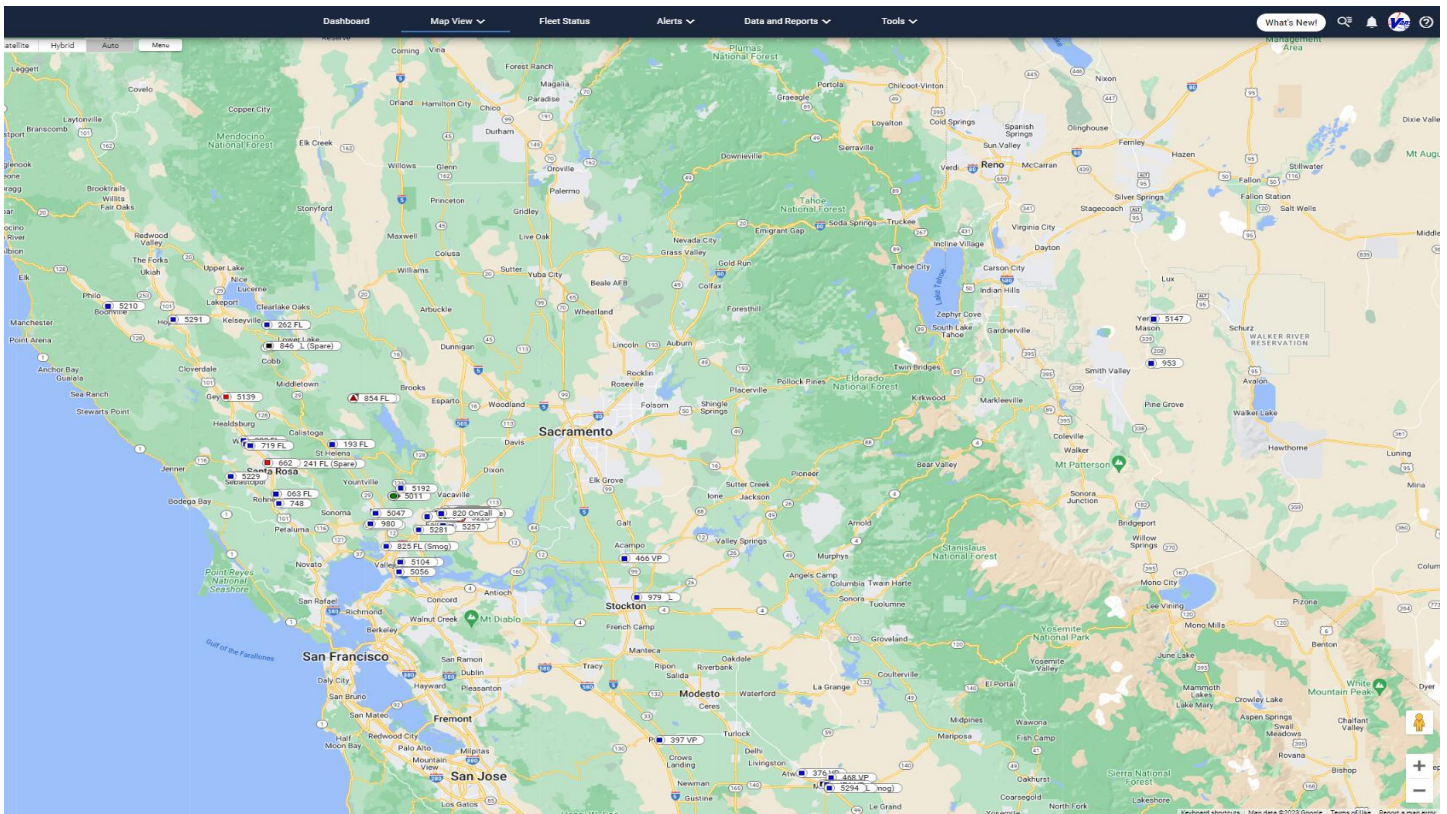 Dashboard
Map View
Fleet Status
Alerts
Data and Reports
Tools
What's New!
Hybrid
Auto
Menu
Corning
Vina
Plumas
National Forest
Management
Area
Leggett
Covelo
Forest Ranch
Magalia
Paradise
Portola
Chilcoot-Vinton
Nixon
Graeagle
Orland
Hamilton City
Chico
Copper City
Laytonville
Branscomb
Mendocino
National Forest
Elk Creek
Durham
Loyalton
Cold Springs
Spanish
Springs
Olinghouse
Dixie Valle
Sun Valley
Fernley
Hazen
Sierraville
Downieville
Willows
Glenn
Oroville
Verdi
Reno
McCarran
Stillwater
Mt Augu
Fallon
Palermo
Brooktrails
Willits
Fair Oaks
Stonyford
Princeton
Gridley
Tahoe
National Forest
Silver Springs
Fallon Station
Salt Wells
Stagecoach
Soda Springs
Truckee
Emigrant Gap
Virginia City
Redwood
Valley
Maxwell
Live Oak
Nevada City
Grass Valley
Incline Village
Dayton
Middle
Colusa
The Forks
Ukiah
Elk
Upper Lake
Nice
Lucerne
Williams
Sutter
Yuba City
Gold Run
Tahoe City
Carson City
Indian Hills
Lake Tahoe
Lux
Beale AFB
Colfax
Philo
Boonville
5210
Lakeport
Clearlake Oaks
Arbuckle
Wheatland
Foresthill
Zephyr Cove
5291
Kelseyville
262 FL
Manchester
Point Arena
South Lake
Tahoe
Gardnerville
5147
Mason
Schurz
WALKER RIVER
RESERVATION
Lower Lake
846
L (Spare)
Cobb
Dunnigan
Lincoln
Auburn
Twin Bridges
953
Smith Valley
Anchor Bay
Gualala
Cloverdale
Middletown
Rocklin
Roseville
Pollock Pines
Eldorado
National Forest
Placerville
Avalon
Sea Ranch
5139
854 FL
Brooks
Esparto
Woodland
Folsom
Shingle
Springs
Kirkwood
Markleeville
Pine Grove
Stewarts Point
Walker Lake
Healdsburg
Calistoga
Sacramento
Coleville
Walker
719 FL
193 FL
St Helena
Davis
Hawthorne
Luning
Jenner
662
241 FL (Spare)
Santa Rosa
5229
Sebastopol
Dixon
Bear Valley
Mt Patterson
Pioneer
Yountville
5192
5011
Vacaville
Elk Grove
Sutter Creek
Ione
Jackson
Mina
Bodega Bay
063 FL
748
Sonoma
5047
820 OnCall
Sonora
Junction
Petaluma
980
5281
5257
Galt
Arnold
Bridgeport
825 FL (Smog)
Acampo
Valley Springs
Stanislaus
National Forest
Willow
Springs
Novato
5104
5056
466 VP
Murphys
Angels Camp
Point Reyes
National
Seashore
Columbia
Twain Harte
Mono City
San Rafael
Concord
Antioch
979
Stockton
Sonora
Tuolumne
Lee Vining
Pizona
Richmond
Walnut Creek
Mt Diablo
Berkeley
French Camp
Mono Mills
Gulf of the Farallones
Groveland
Yosemite
National Park
Benton
San Francisco
San Ramon
Dublin
Manteca
Tracy
Ripon
Salida
Riverbank
Oakdale
Yosemite
Valley
June Lake
Daly City
Hayward
Pleasanton
Coulterville
El Portal
White
Mountain Peak
Dyer
San Bruno
Modesto
Waterford
La Grange
Mammoth
Lakes
Lake Mary
Crowley Lake
Ceres
San Mateo
Fremont
Aspen Springs
Swall
Meadows
Chalfant
Valley
Midpines
Wawona
Half
Moon Bay
Redwood City
Palo Alto
Milpitas
Turlock
397 VP
Mariposa
Fish Camp
Mountain
View
Crows
Landing
Delhi
Livingston
Rovana
San Jose
376 VP
468 VP
Bishop
Newman
Gustine
5294
Oakhurst
Sierra National
Forest
Coarsegold
Los Gatos
Le Grand
North Fork
Lakeshore
Keyboard shortcuts
Map data ©2023 Google
Terms of Use
Report a map error